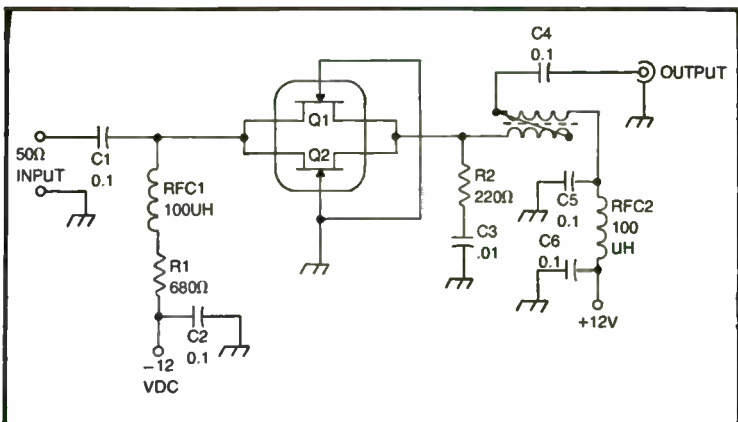 C4
0.1
OUTPUT
50Ω
INPUT
C1
0.1
RFC1
100UH
R1
680Ω
C2
0.1
−12
VDC
Q1
Q2
R2
220Ω
C3
.01
C5
0.1
RFC2
100
UH
C6
0.1
+12V